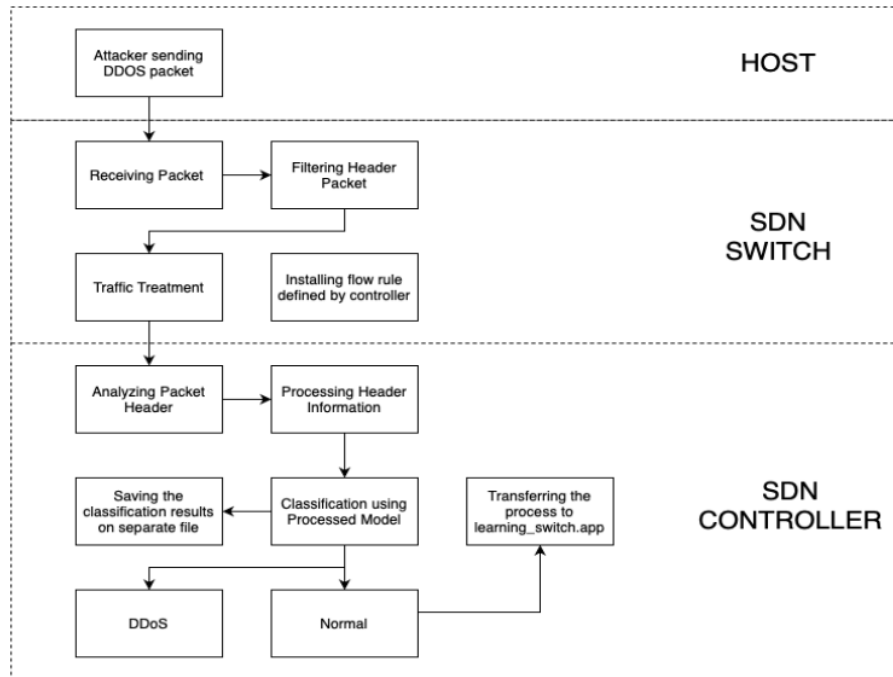 Attacker sending
DDOS packet
HOST
Receiving Packet
Filtering Header
Packet
SDN
SWITCH
Traffic Treatment
Installing flow rule
defined by controller
Analyzing Packet
Header
Processing Header
Information
Saving the
classification results
on separate file
Classification using
Processed Model
Transferring the
process to
learning_switch.app
SDN
CONTROLLER
DDoS
Normal